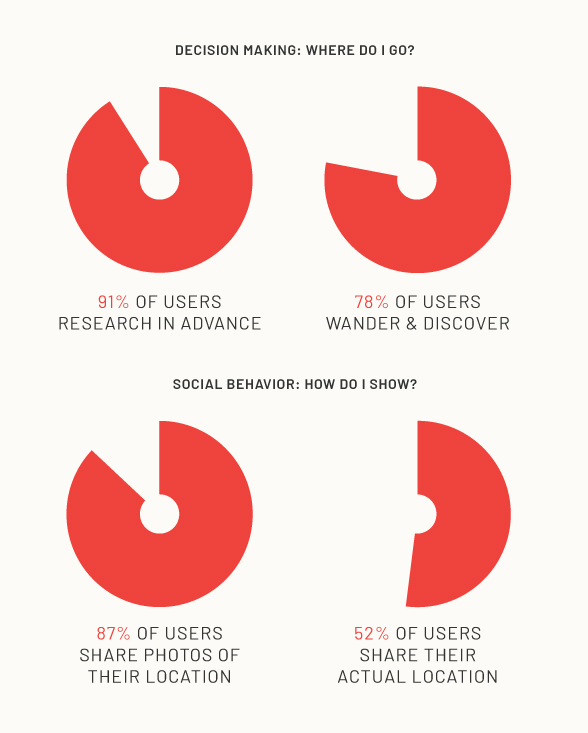 DECISION MAKING: WHERE DO I GO?
91% OF USERS
RESEARCH IN ADVANCE
78% OF USERS
WANDER & DISCOVER
SOCIAL BEHAVIOR: HOW DO I SHOW?
87% OF USERS
SHARE PHOTOS OF
THEIR LOCATION
52% OF USERS
SHARE THEIR
ACTUAL LOCATION